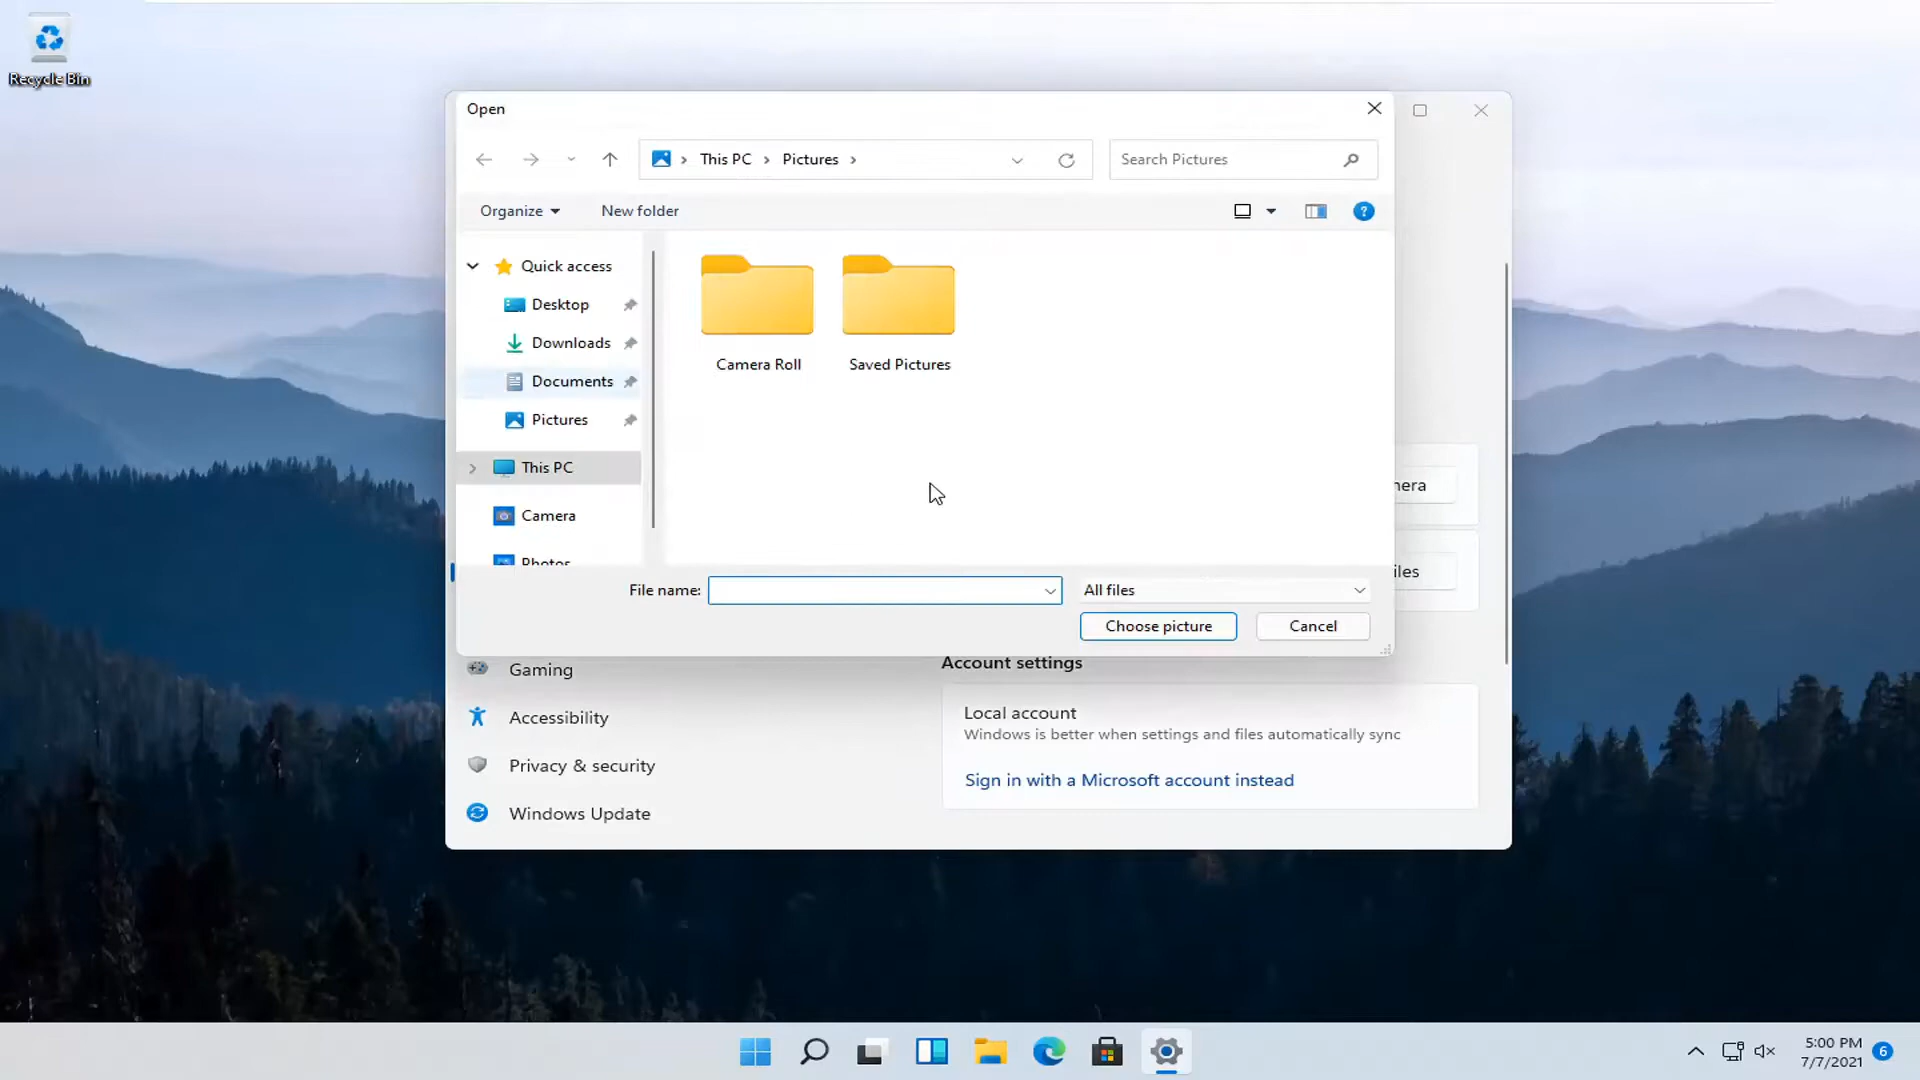 Recycle Bin
Open
This PC
Pictures
Search Pictures
Organize
New folder
?
Quick access
Desktop
Downloads
Documents
Pictures
This PC
Camera
Photos
Camera Roll
Saved Pictures
File name:
All files
Choose picture
Cancel
nera
iles
Gaming
Accessibility
Privacy & security
Windows Update
Account settings
Local account
Windows is better when settings and files automatically sync
Sign in with a Microsoft account instead
5:00 PM
7/7/2021
6